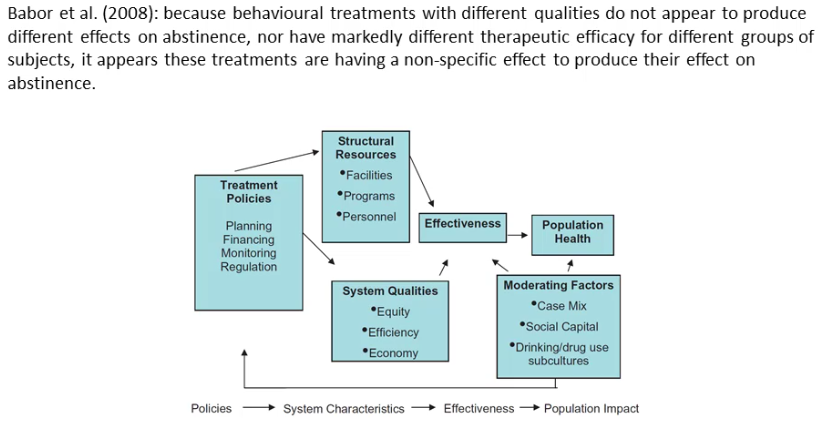 Babor et al. (2008): because behavioural treatments with different qualities do not appear to produce
different effects on abstinence, nor have markedly different therapeutic efficacy for different groups of
subjects, it appears these treatments are having a non-specific effect to produce their effect on
abstinence.
Structural
Resources
•Facilities
•Programs
•Personnel
Treatment
Policies
Planning
Financing
Monitoring
Regulation
Effectiveness
Population
Health
System Qualities
•Equity
•Efficiency
•Economy
Moderating Factors
•Case Mix
•Social Capital
•Drinking/drug use
subcultures
Policies → System Characteristics → Effectiveness → Population Impact